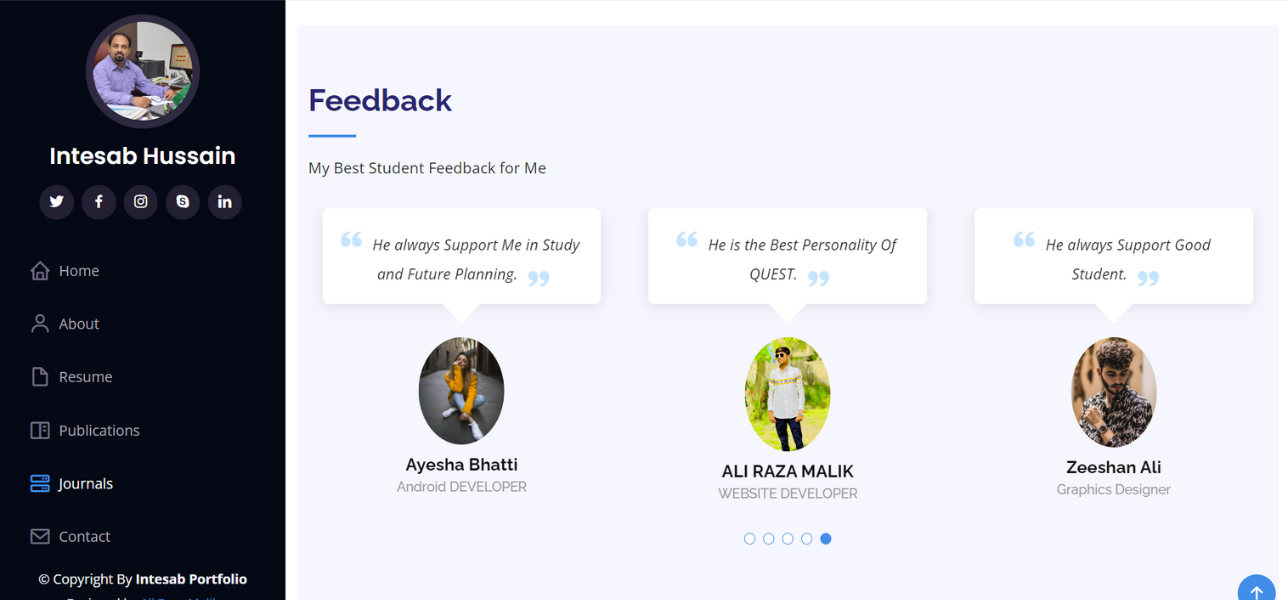 Intesab Hussain
Home
About
Resume
Publications
Journals
Contact
© Copyright By Intesab Portfolio
Feedback
My Best Student Feedback for Me
“ He always Support Me in Study
and Future Planning. ”
Ayesha Bhatti
Android DEVELOPER
“ He is the Best Personality Of
QUEST. ”
ALI RAZA MALIK
WEBSITE DEVELOPER
“ He always Support Good
Student. ”
Zeeshan Ali
Graphics Designer